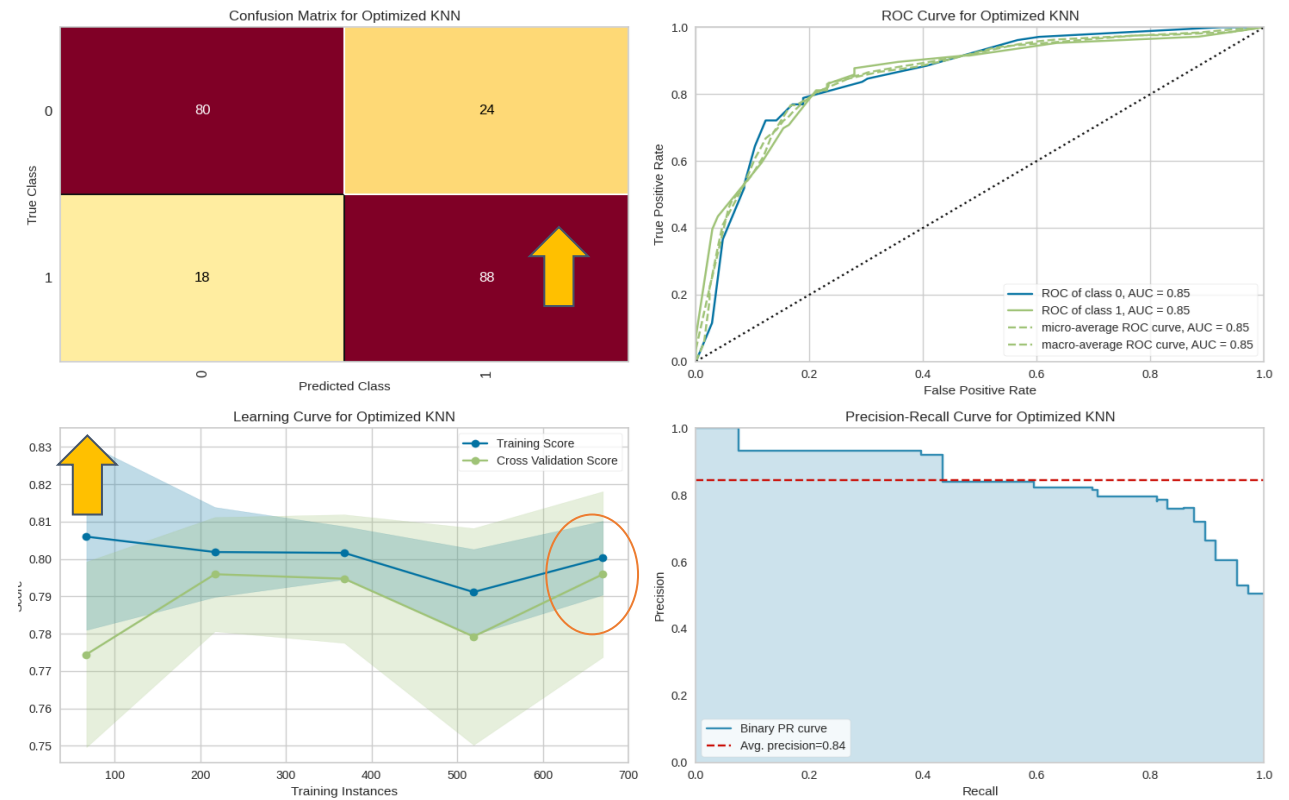 Confusion Matrix for Optimized KNN
True Class
0
1
80
24
18
88
0
1
Predicted Class
ROC Curve for Optimized KNN
True Positive Rate
1.0
0.8
0.6
0.4
0.2
0.0
ROC of class 0, AUC = 0.85
ROC of class 1, AUC = 0.85
micro-average ROC curve, AUC = 0.85
macro-average ROC curve, AUC = 0.85
0.0 0.2 0.4 0.6 0.8 1.0
False Positive Rate
Learning Curve for Optimized KNN
0.83
0.82
0.81
0.80
0.79
0.78
0.77
0.76
0.75
Training Score
Cross Validation Score
100 200 300 400 500 600 700
Training Instances
Precision-Recall Curve for Optimized KNN
Precision
1.0
0.8
0.6
0.4
0.2
0.0
Binary PR curve
Avg. precision=0.84
0.0 0.2 0.4 0.6 0.8 1.0
Recall